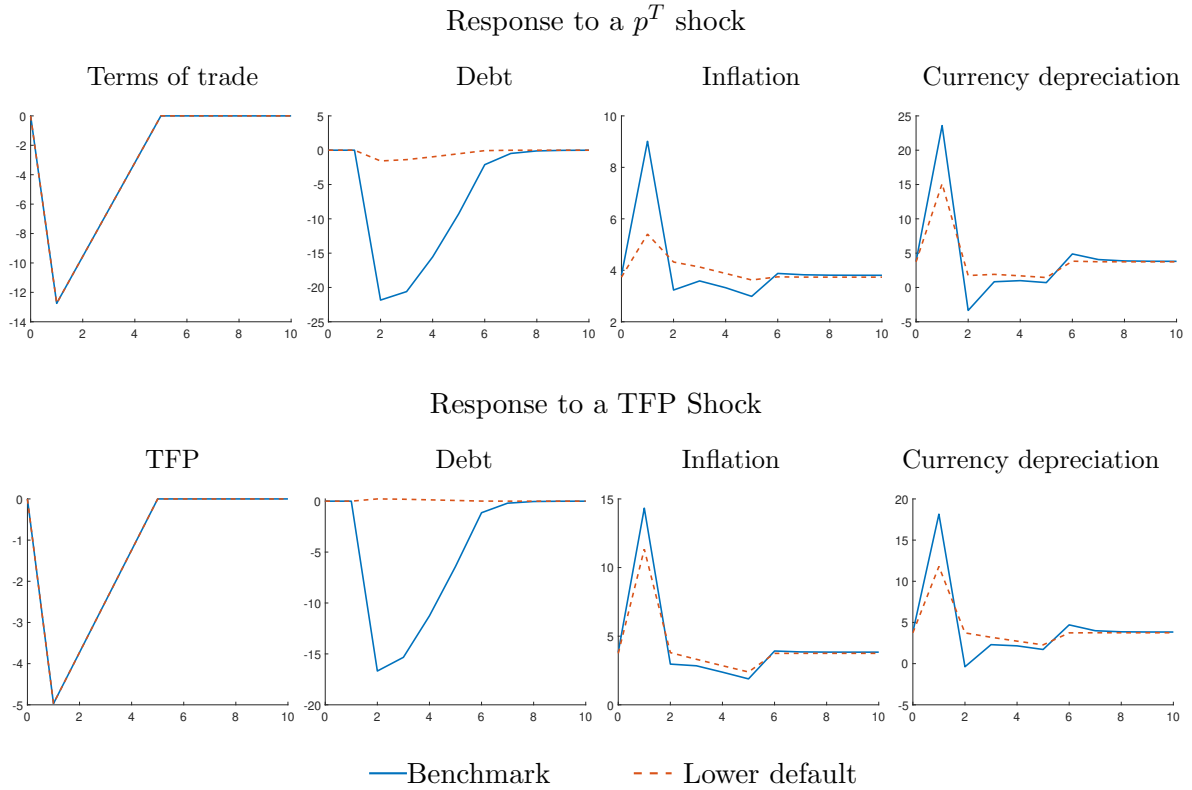 Response to a p^T shock
Terms of trade Debt Inflation Currency depreciation
0 -2 -4 -6 -8 -10 -12 -14
0 2 4 6 8 10
5 0 -5 -10 -15 -20 -25
0 2 4 6 8 10
10 8 6 4 2
0 2 4 6 8 10
25 20 15 10 5 0 -5
0 2 4 6 8 10
Response to a TFP Shock
TFP Debt Inflation Currency depreciation
0 -1 -2 -3 -4 -5
0 2 4 6 8 10
0 -5 -10 -15 -20
0 2 4 6 8 10
15 10 5 0
0 2 4 6 8 10
20 15 10 5 0 -5
0 2 4 6 8 10
Benchmark Lower default